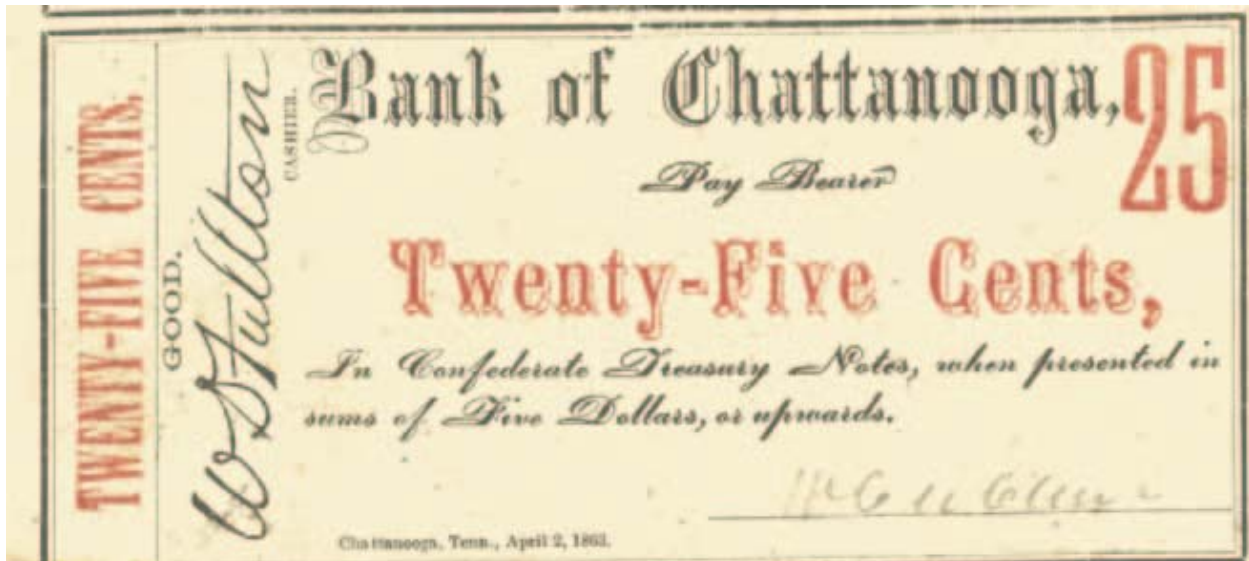 TWENTY-FIVE CENTS.
GOOD.
W S Fullton
CASHIER.
Bank of Chattanooga,
25
Pay Bearer
Twenty-Five Cents,
In Confederate Treasury Notes, when presented in
sums of Five Dollars, or upwards.
Chattanooga, Tenn., April 2, 1863.